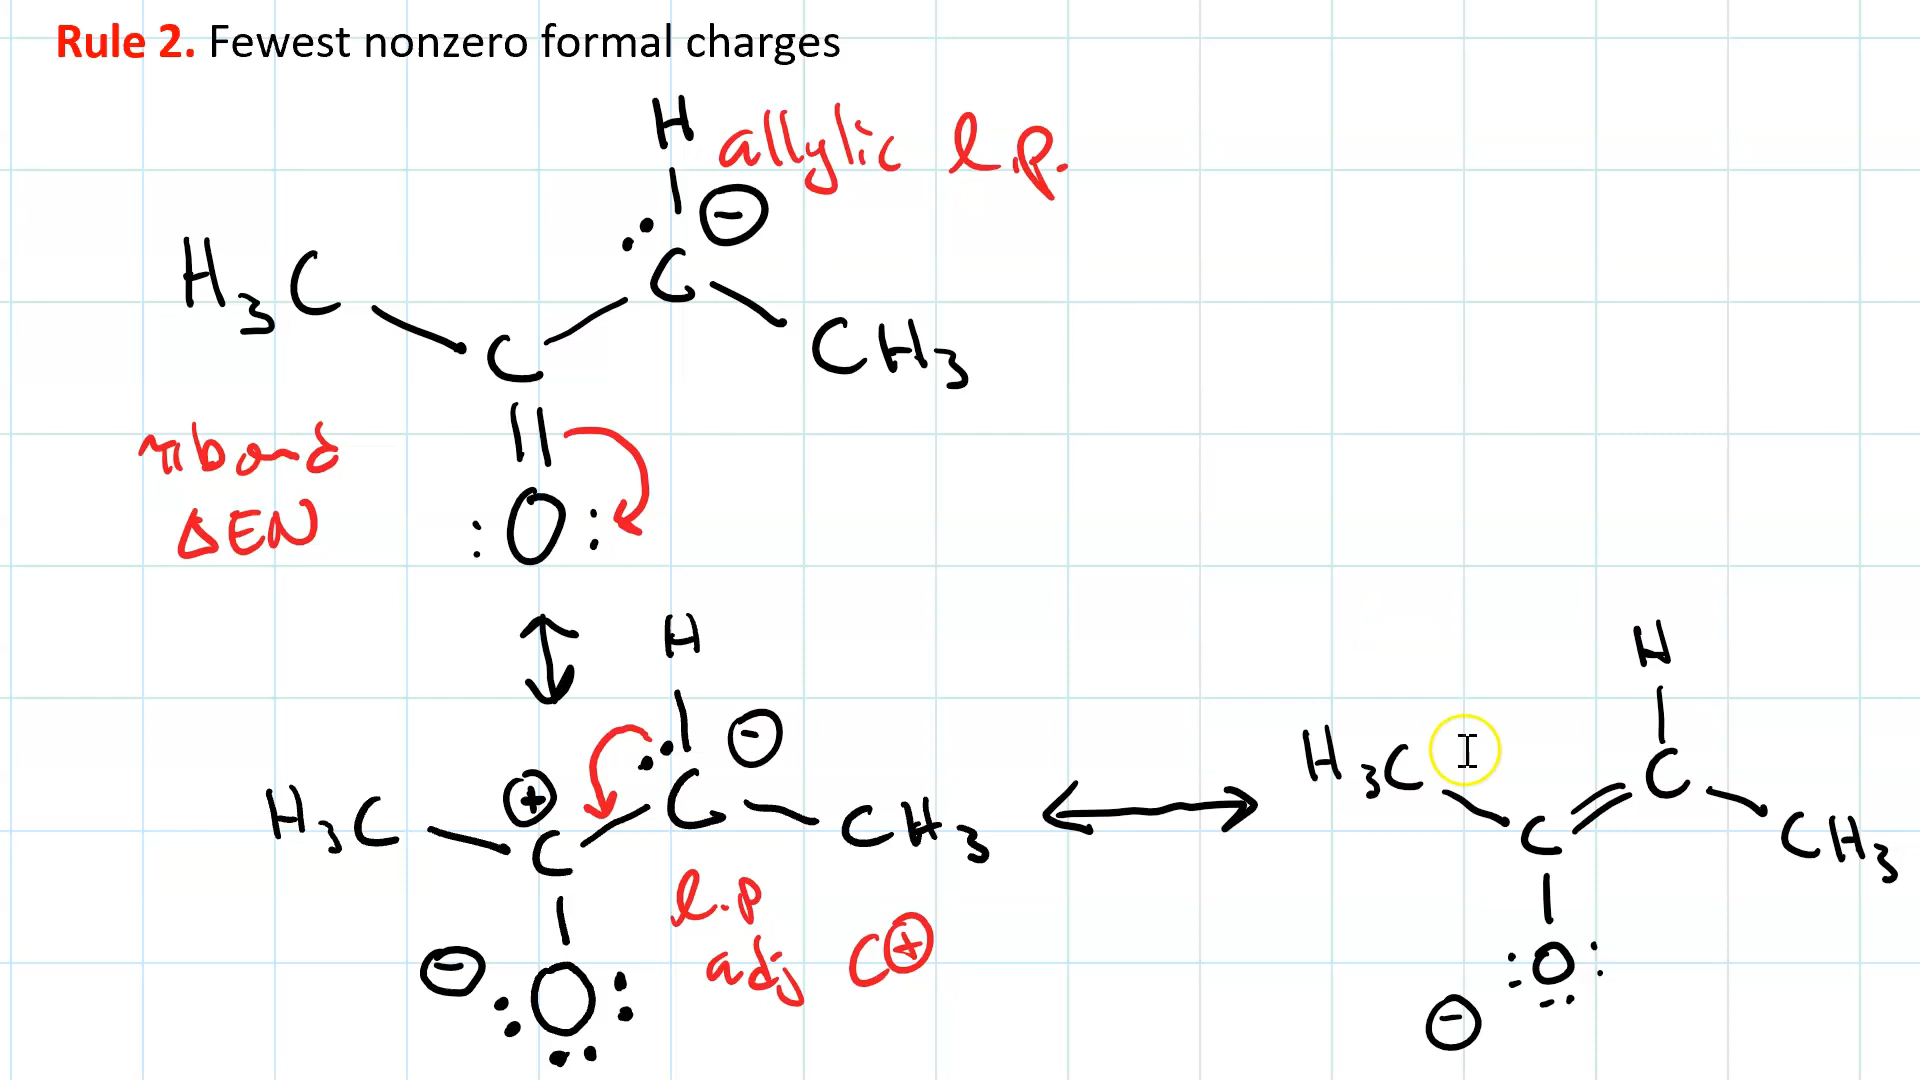 Rule 2. Fewest nonzero formal charges
H
allylic l.p.
⊖
H₃C
C
CH₃
C
π bond
ΔEN
:O:
H
⊖
⊕
H₃C
C
C
CH₃
l.p
adj C⊕
⊖
O
H
H₃C
C
C
CH₃
O
⊖